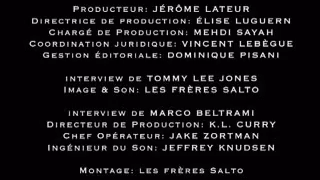 Producteur: JÉRÔME LATEUR
Directrice de production: ÉLISE LUGUERN
Chargé de Production: MEHDI SAYAH
Coordination juridique: VINCENT LEBÈGUE
Gestion éditoriale: DOMINIQUE PISANI
interview de TOMMY LEE JONES
Image & Son: LES FRÈRES SALTO
interview de MARCO BELTRAMI
Directeur de Production: K.L. CURRY
Chef Opérateur: JAKE ZORTMAN
Ingénieur du Son: JEFFREY KNUDSEN
Montage: les frères Salto